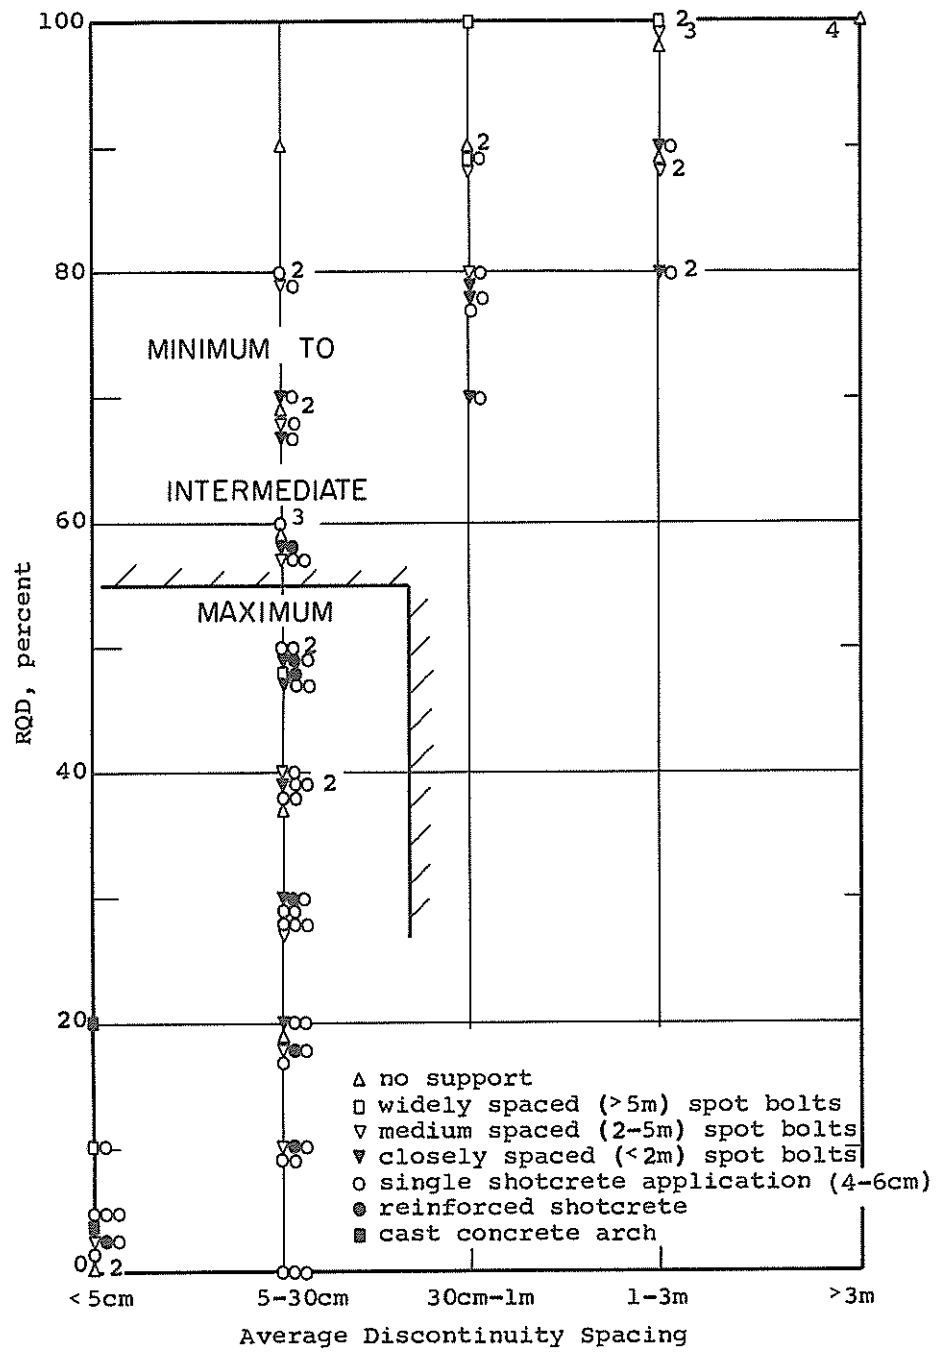 100
2
3
4
2
2
80
2
2
MINIMUM TO
2
INTERMEDIATE
60
3
MAXIMUM
2
RQD, percent
40
2
20
△ no support
□ widely spaced (>5m) spot bolts
▽ medium spaced (2-5m) spot bolts
▼ closely spaced (<2m) spot bolts
○ single shotcrete application (4-6cm)
● reinforced shotcrete
■ cast concrete arch
0
2
<5cm 5-30cm 30cm-1m 1-3m >3m
Average Discontinuity Spacing